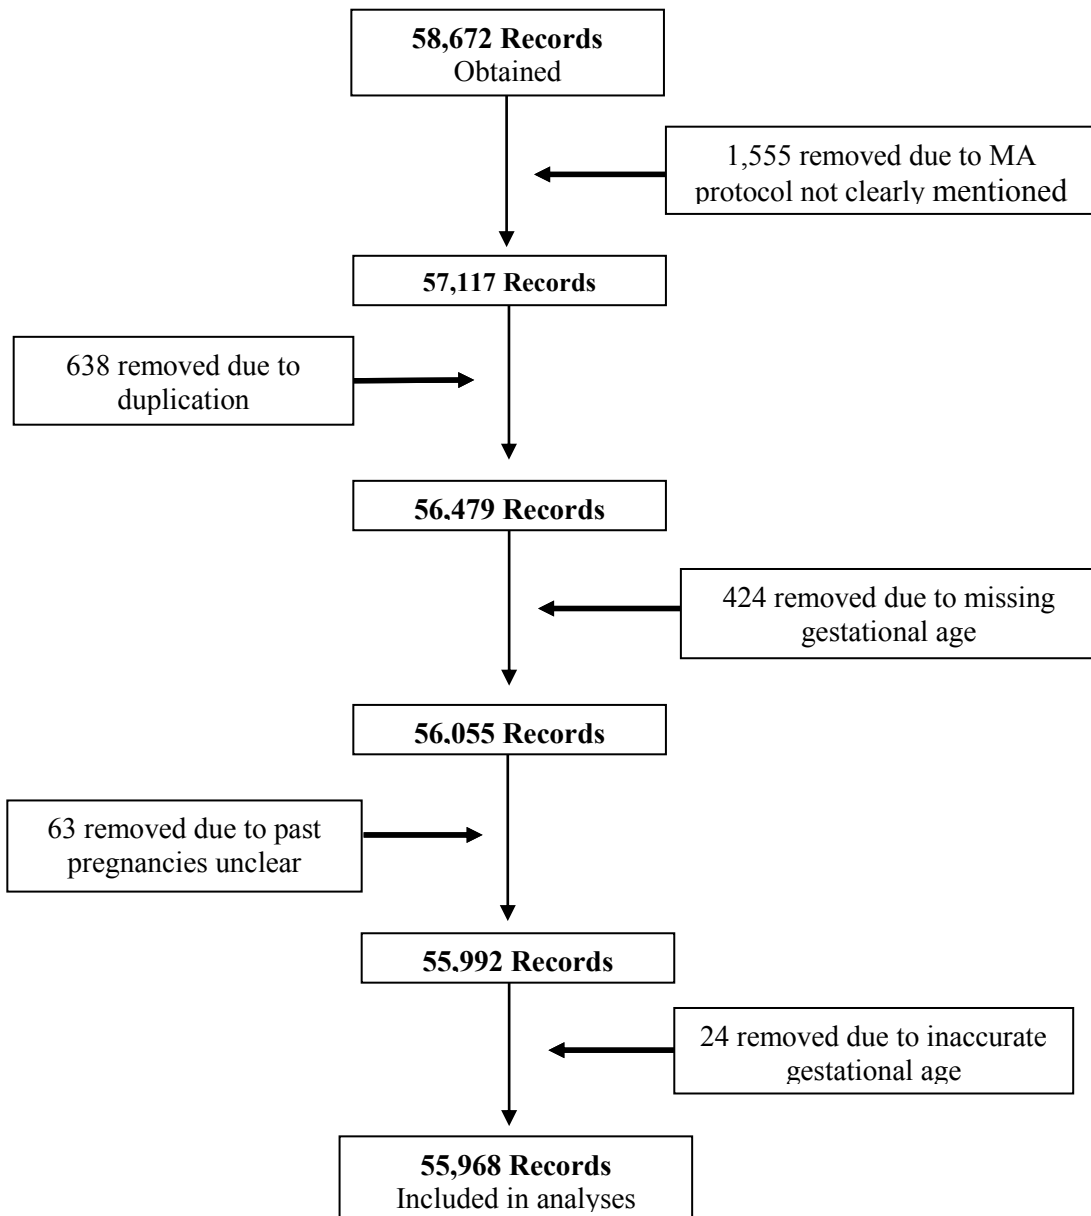 58,672 Records
Obtained
1,555 removed due to MA
protocol not clearly mentioned
57,117 Records
638 removed due to
duplication
56,479 Records
424 removed due to missing
gestational age
56,055 Records
63 removed due to past
pregnancies unclear
55,992 Records
24 removed due to inaccurate
gestational age
55,968 Records
Included in analyses